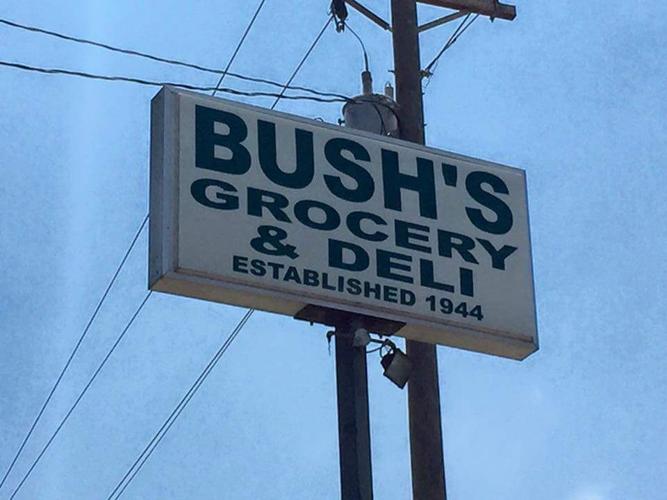 BUSH'S
GROCERY
& DELI
ESTABLISHED 1944